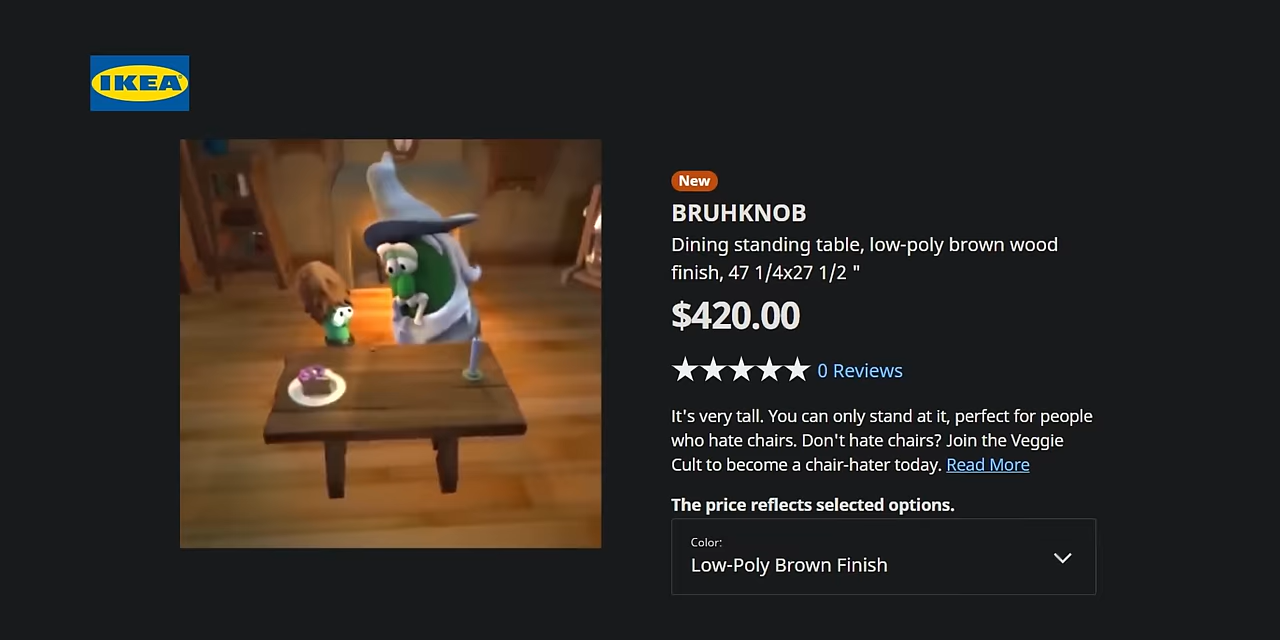 IKEA
New
BRUHKNOB
Dining standing table, low-poly brown wood
finish, 47 1/4x27 1/2 "
$420.00
★★★★★ 0 Reviews
It's very tall. You can only stand at it, perfect for people
who hate chairs. Don't hate chairs? Join the Veggie
Cult to become a chair-hater today. Read More
The price reflects selected options.
Color:
Low-Poly Brown Finish